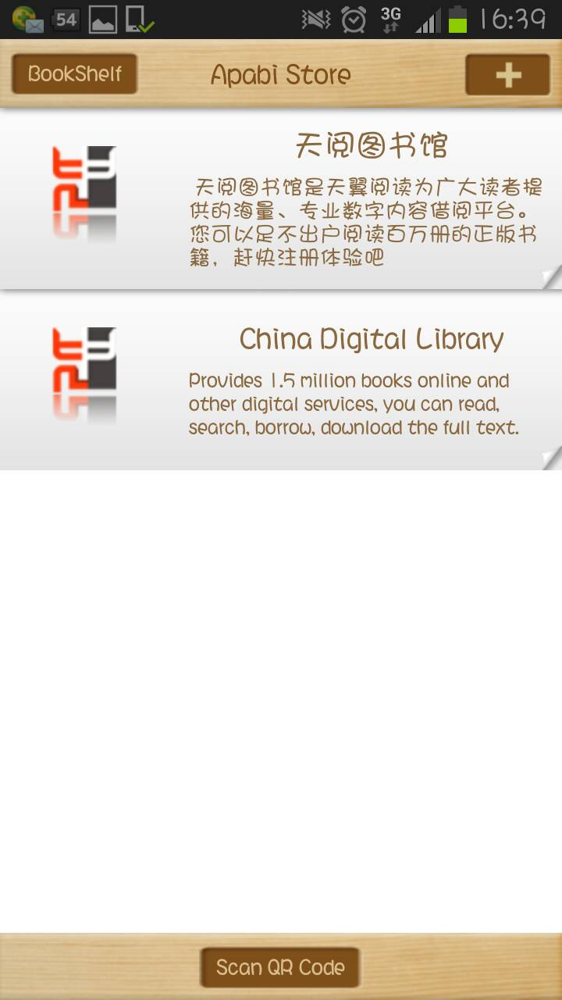 54
3G
16:39
BookShelf
Apabi Store
天阅图书馆
天阅图书馆是天翼阅读为广大读者提
供的海量、专业数字内容借阅平台。
您可以足不出户阅读百万册的正版书
籍，赶快注册体验吧
China Digital Library
Provides 1.5 million books online and
other digital services, you can read,
search, borrow, download the full text.
Scan QR Code